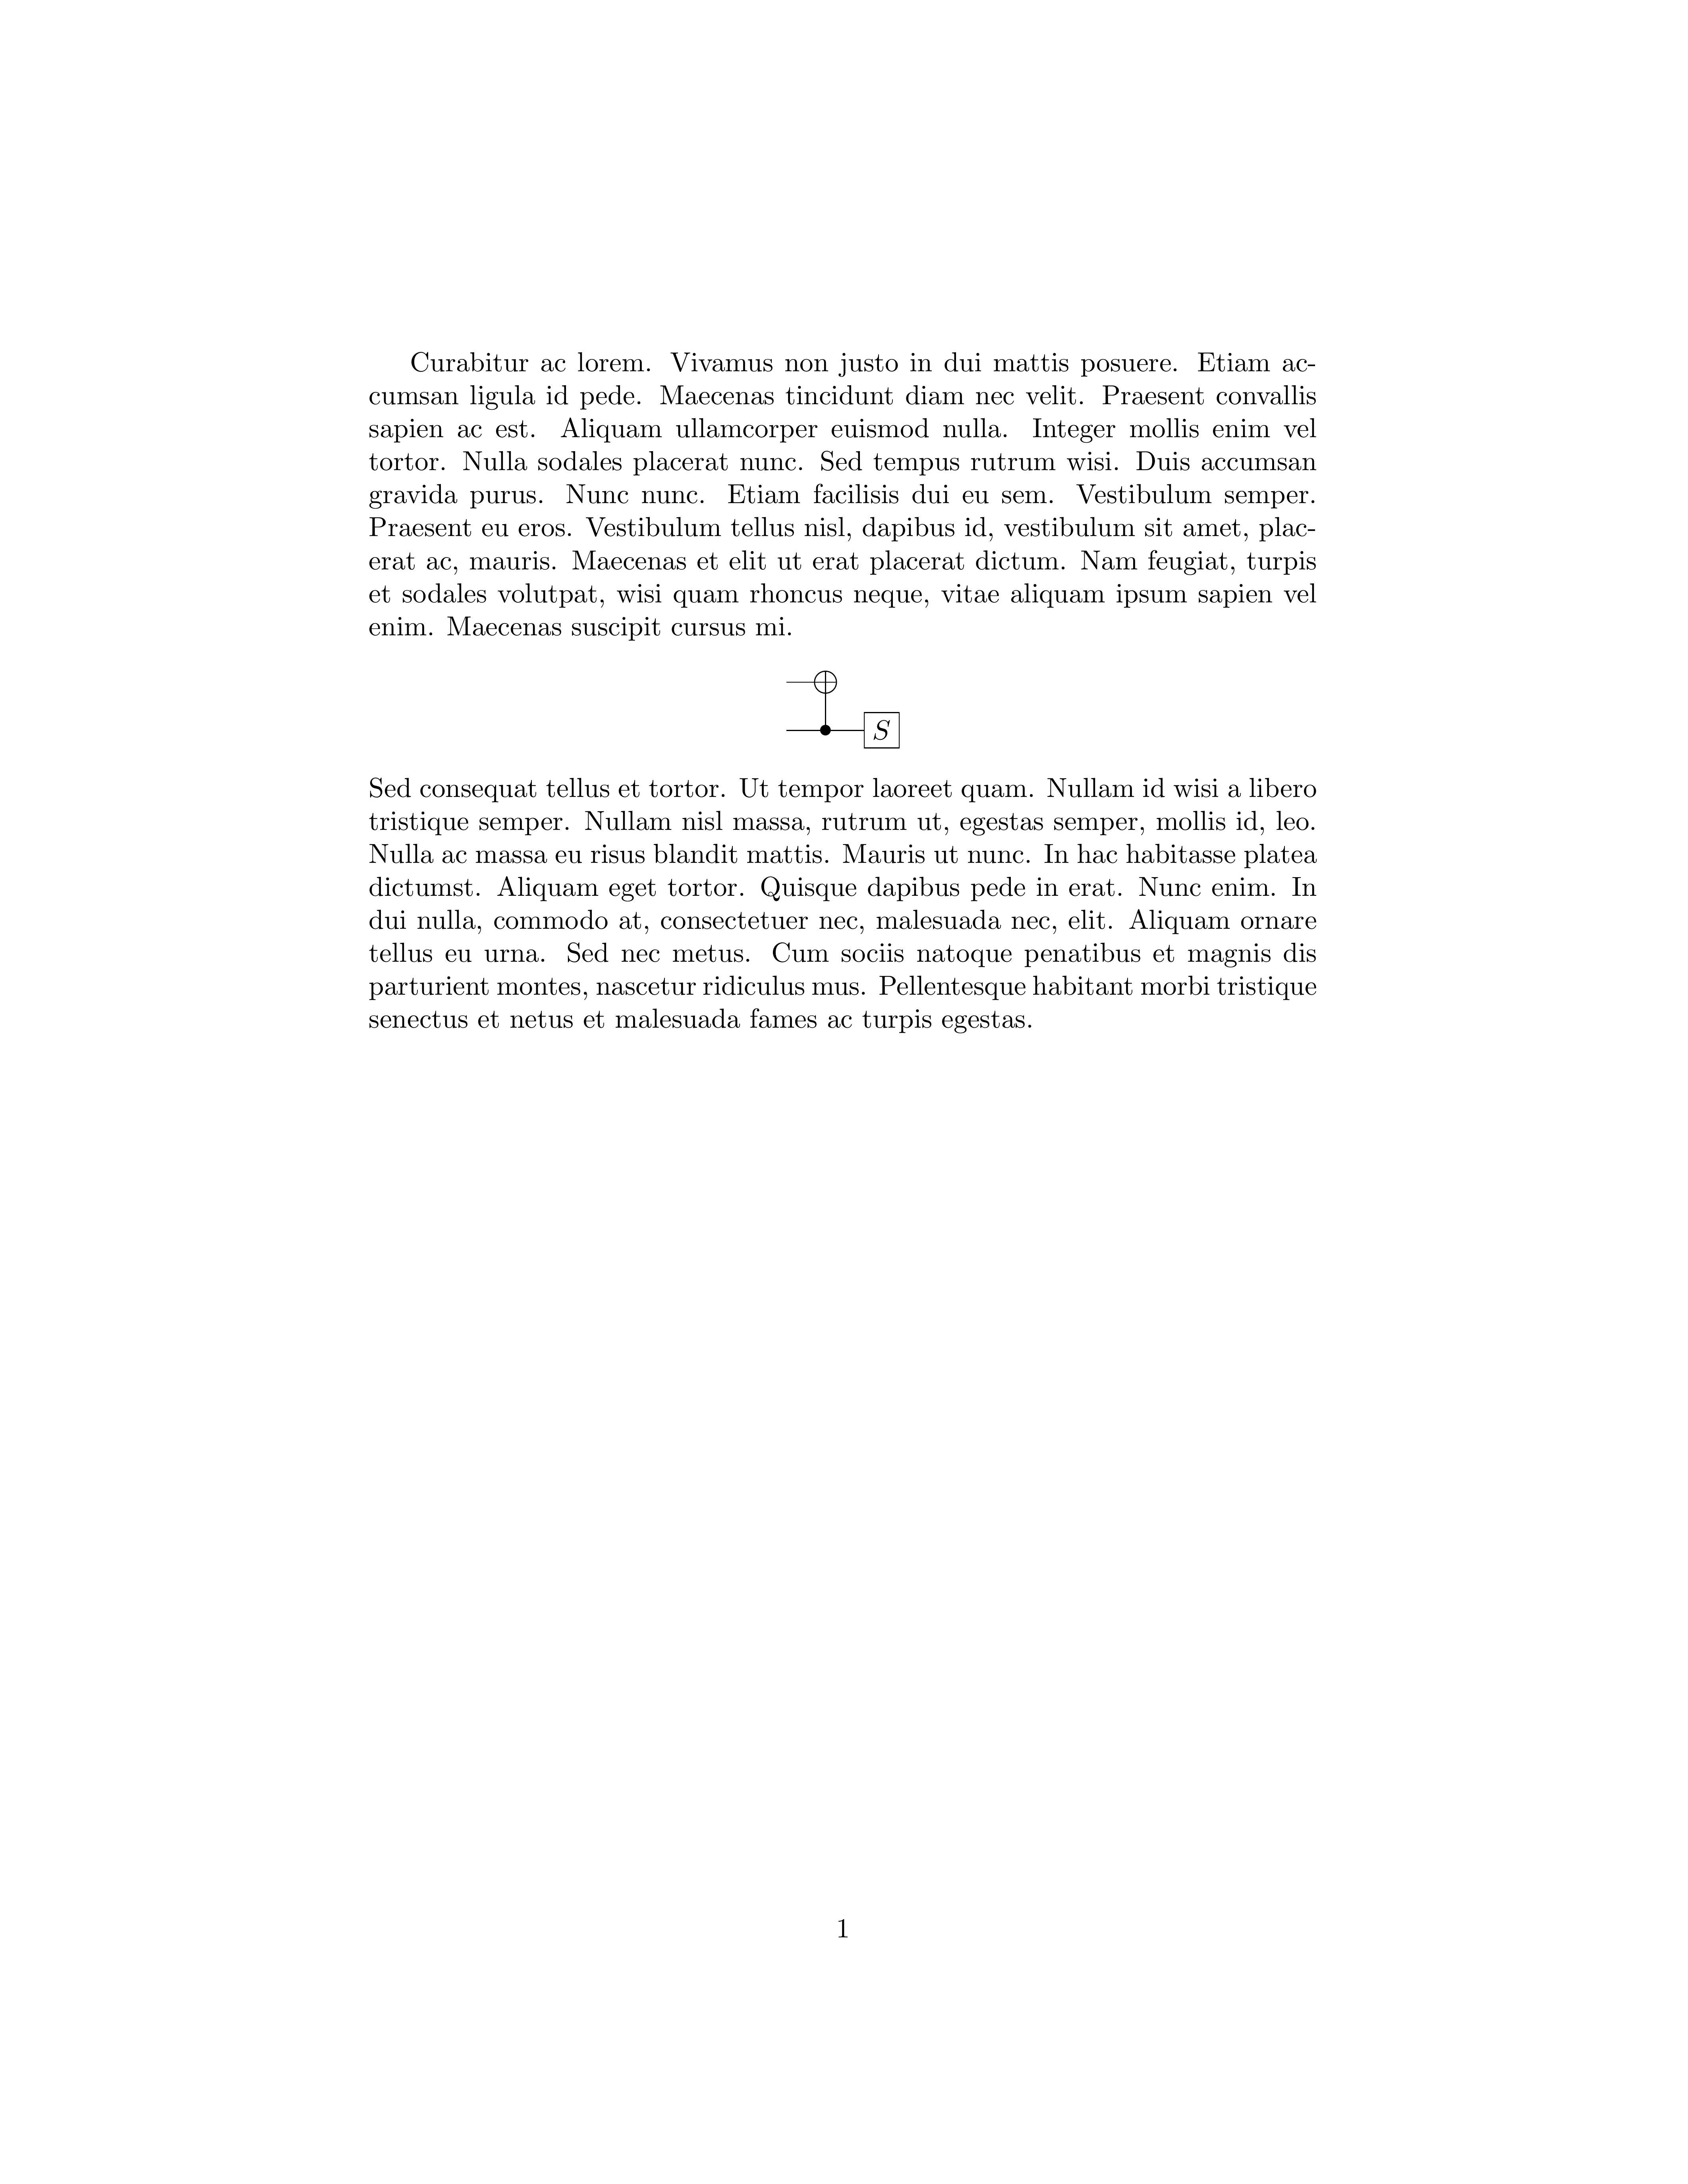 Curabitur ac lorem. Vivamus non justo in dui mattis posuere. Etiam ac-
cumsan ligula id pede. Maecenas tincidunt diam nec velit. Praesent convallis
sapien ac est. Aliquam ullamcorper euismod nulla. Integer mollis enim vel
tortor. Nulla sodales placerat nunc. Sed tempus rutrum wisi. Duis accumsan
gravida purus. Nunc nunc. Etiam facilisis dui eu sem. Vestibulum semper.
Praesent eu eros. Vestibulum tellus nisl, dapibus id, vestibulum sit amet, plac-
erat ac, mauris. Maecenas et elit ut erat placerat dictum. Nam feugiat, turpis
et sodales volutpat, wisi quam rhoncus neque, vitae aliquam ipsum sapien vel
enim. Maecenas suscipit cursus mi.
S
Sed consequat tellus et tortor. Ut tempor laoreet quam. Nullam id wisi a libero
tristique semper. Nullam nisl massa, rutrum ut, egestas semper, mollis id, leo.
Nulla ac massa eu risus blandit mattis. Mauris ut nunc. In hac habitasse platea
dictumst. Aliquam eget tortor. Quisque dapibus pede in erat. Nunc enim. In
dui nulla, commodo at, consectetuer nec, malesuada nec, elit. Aliquam ornare
tellus eu urna. Sed nec metus. Cum sociis natoque penatibus et magnis dis
parturient montes, nascetur ridiculus mus. Pellentesque habitant morbi tristique
senectus et netus et malesuada fames ac turpis egestas.
1